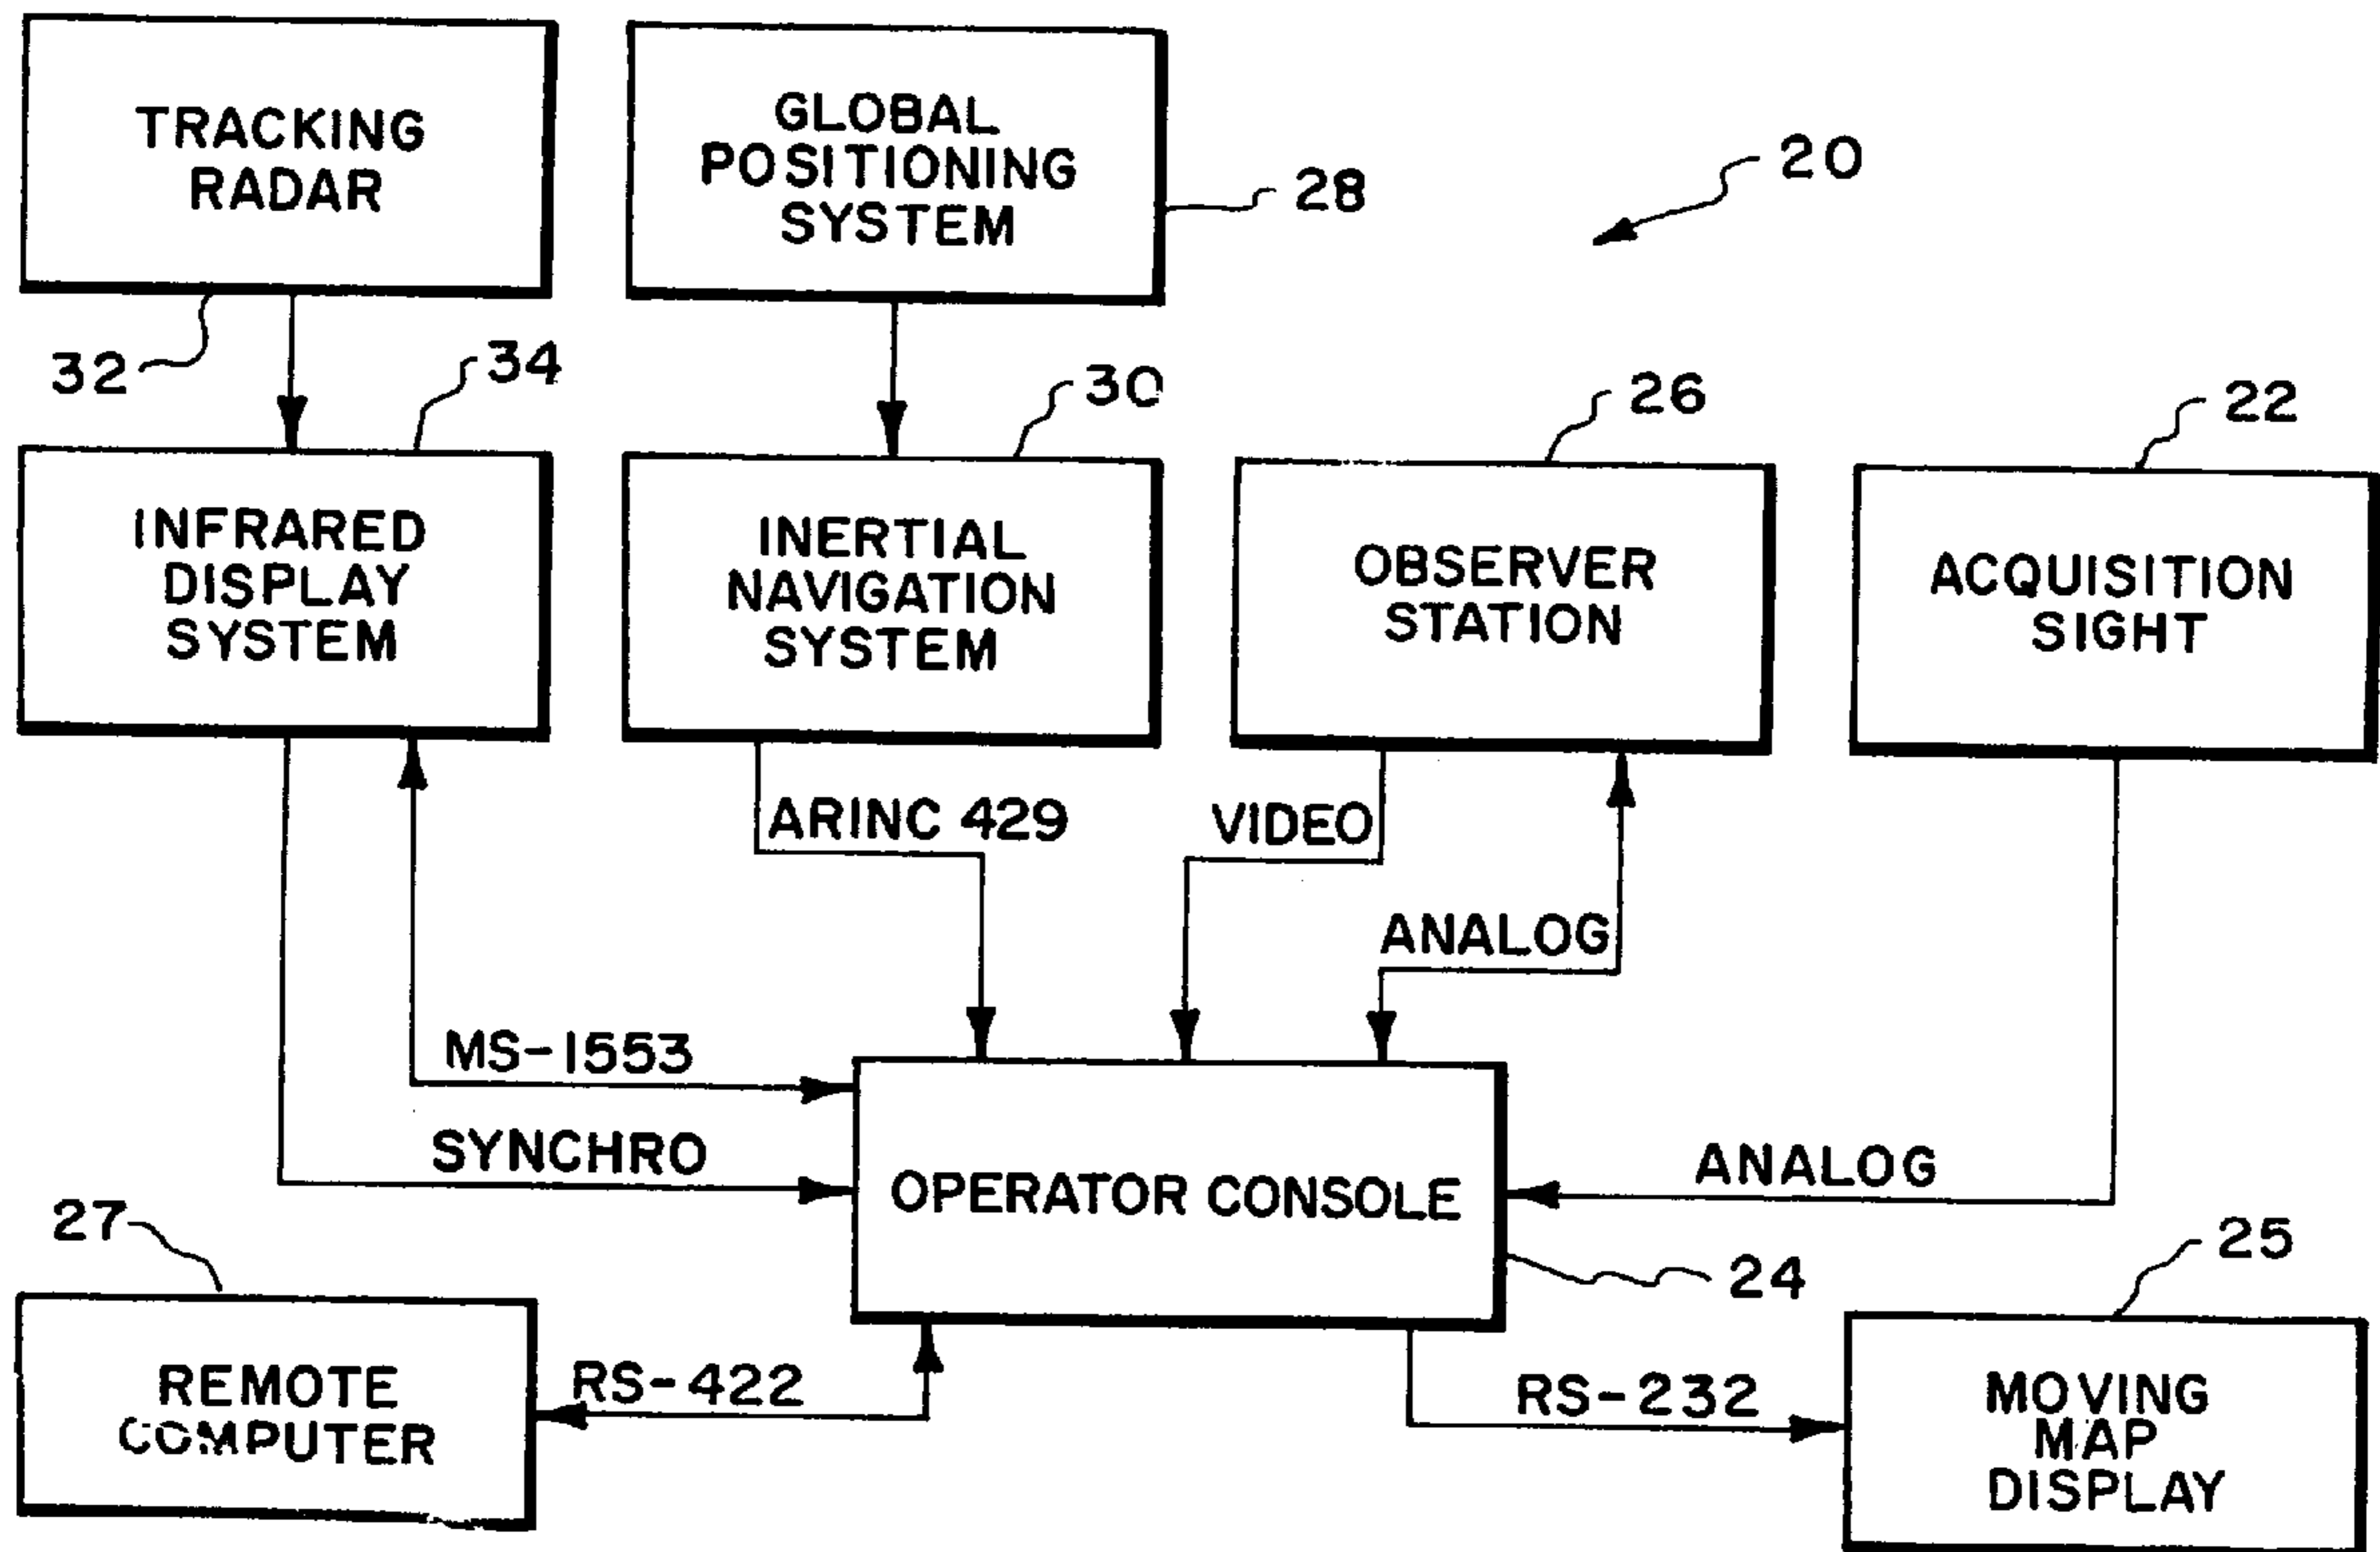 TRACKING
RADAR
GLOBAL
POSITIONING
SYSTEM
28
20
32
34
30
26
22
INFRARED
DISPLAY
SYSTEM
INERTIAL
NAVIGATION
SYSTEM
OBSERVER
STATION
ACQUISITION
SIGHT
ARINC 429
VIDEO
ANALOG
MS-1553
SYNCHRO
OPERATOR CONSOLE
ANALOG
27
24
25
REMOTE
COMPUTER
RS-422
RS-232
MOVING
MAP
DISPLAY